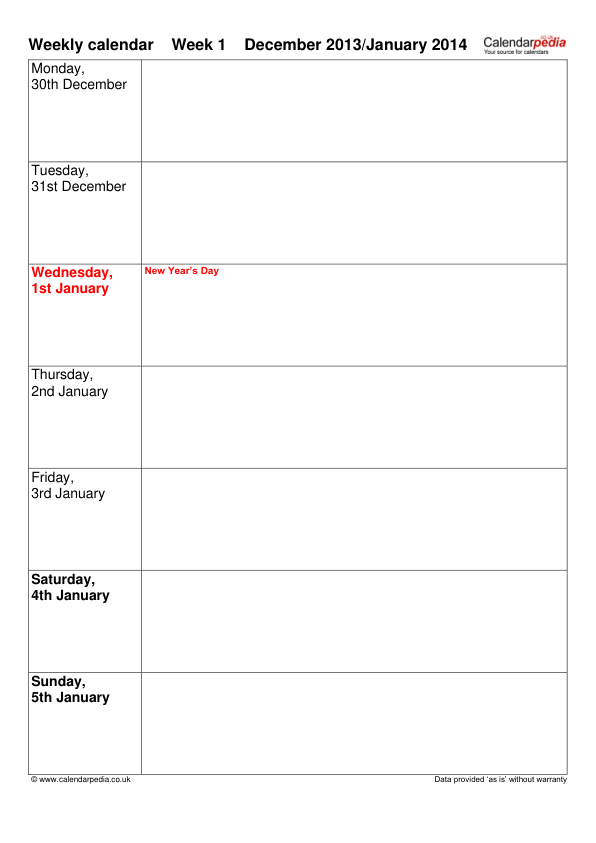 Weekly calendar Week 1 December 2013/January 2014
Calendarpedia
co.uk
Your source for calendars
Monday,
30th December
Tuesday,
31st December
Wednesday,
1st January
New Year's Day
Thursday,
2nd January
Friday,
3rd January
Saturday,
4th January
Sunday,
5th January
© www.calendarpedia.co.uk
Data provided 'as is' without warranty